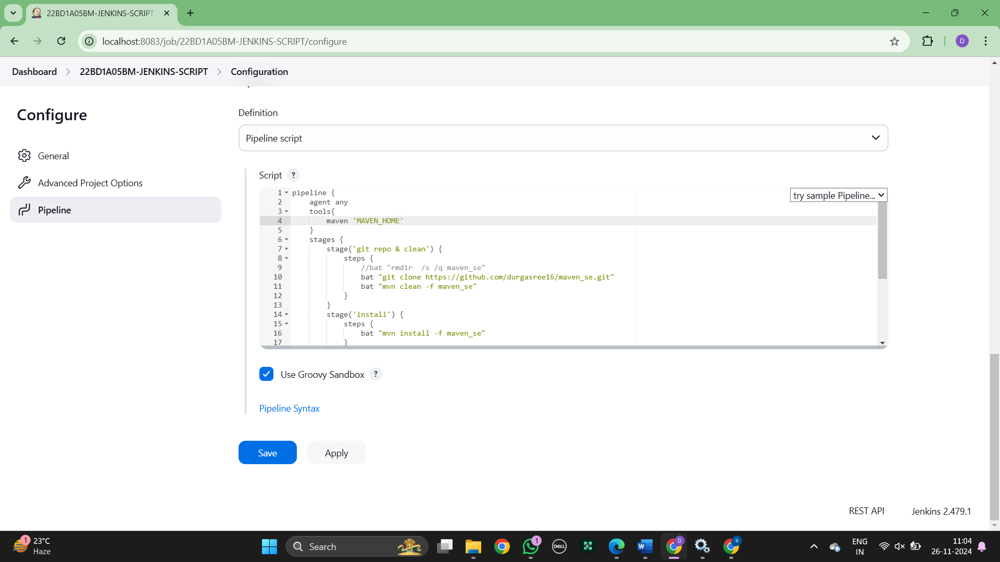 22BD1A05BM-JENKINS-SCRIPT
localhost:8083/job/22BD1A05BM-JENKINS-SCRIPT/configure
D
Dashboard > 22BD1A05BM-JENKINS-SCRIPT > Configuration
Configure
General
Advanced Project Options
Pipeline
Definition
Pipeline script
Script ?
try sample Pipeline...
1 pipeline {
2     agent any
3     tools{
4         maven 'MAVEN_HOME'
5     }
6     stages {
7         stage('git repo & clean') {
8             steps {
9                 //bat "rmdir  /s /q maven_se"
10                 bat "git clone https://github.com/durgasree16/maven_se.git"
11                 bat "mvn clean -f maven_se"
12             }
13         }
14         stage('install') {
15             steps {
16                 bat "mvn install -f maven_se"
17             }
Use Groovy Sandbox ?
Pipeline Syntax
Save
Apply
REST API
Jenkins 2.479.1
1
23°C
Haze
Search
1
DELL
W
D
S
ENG
IN
11:04
26-11-2024